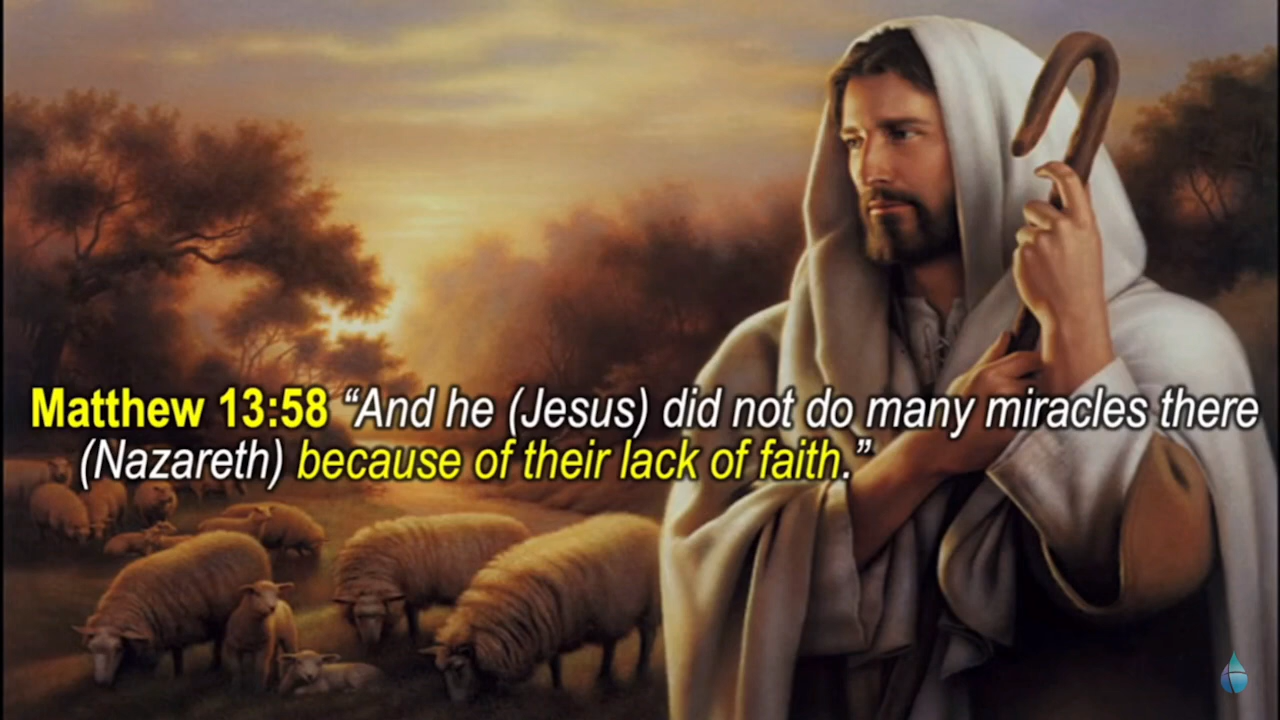 Matthew 13:58 “And he (Jesus) did not do many miracles there
(Nazareth) because of their lack of faith.”